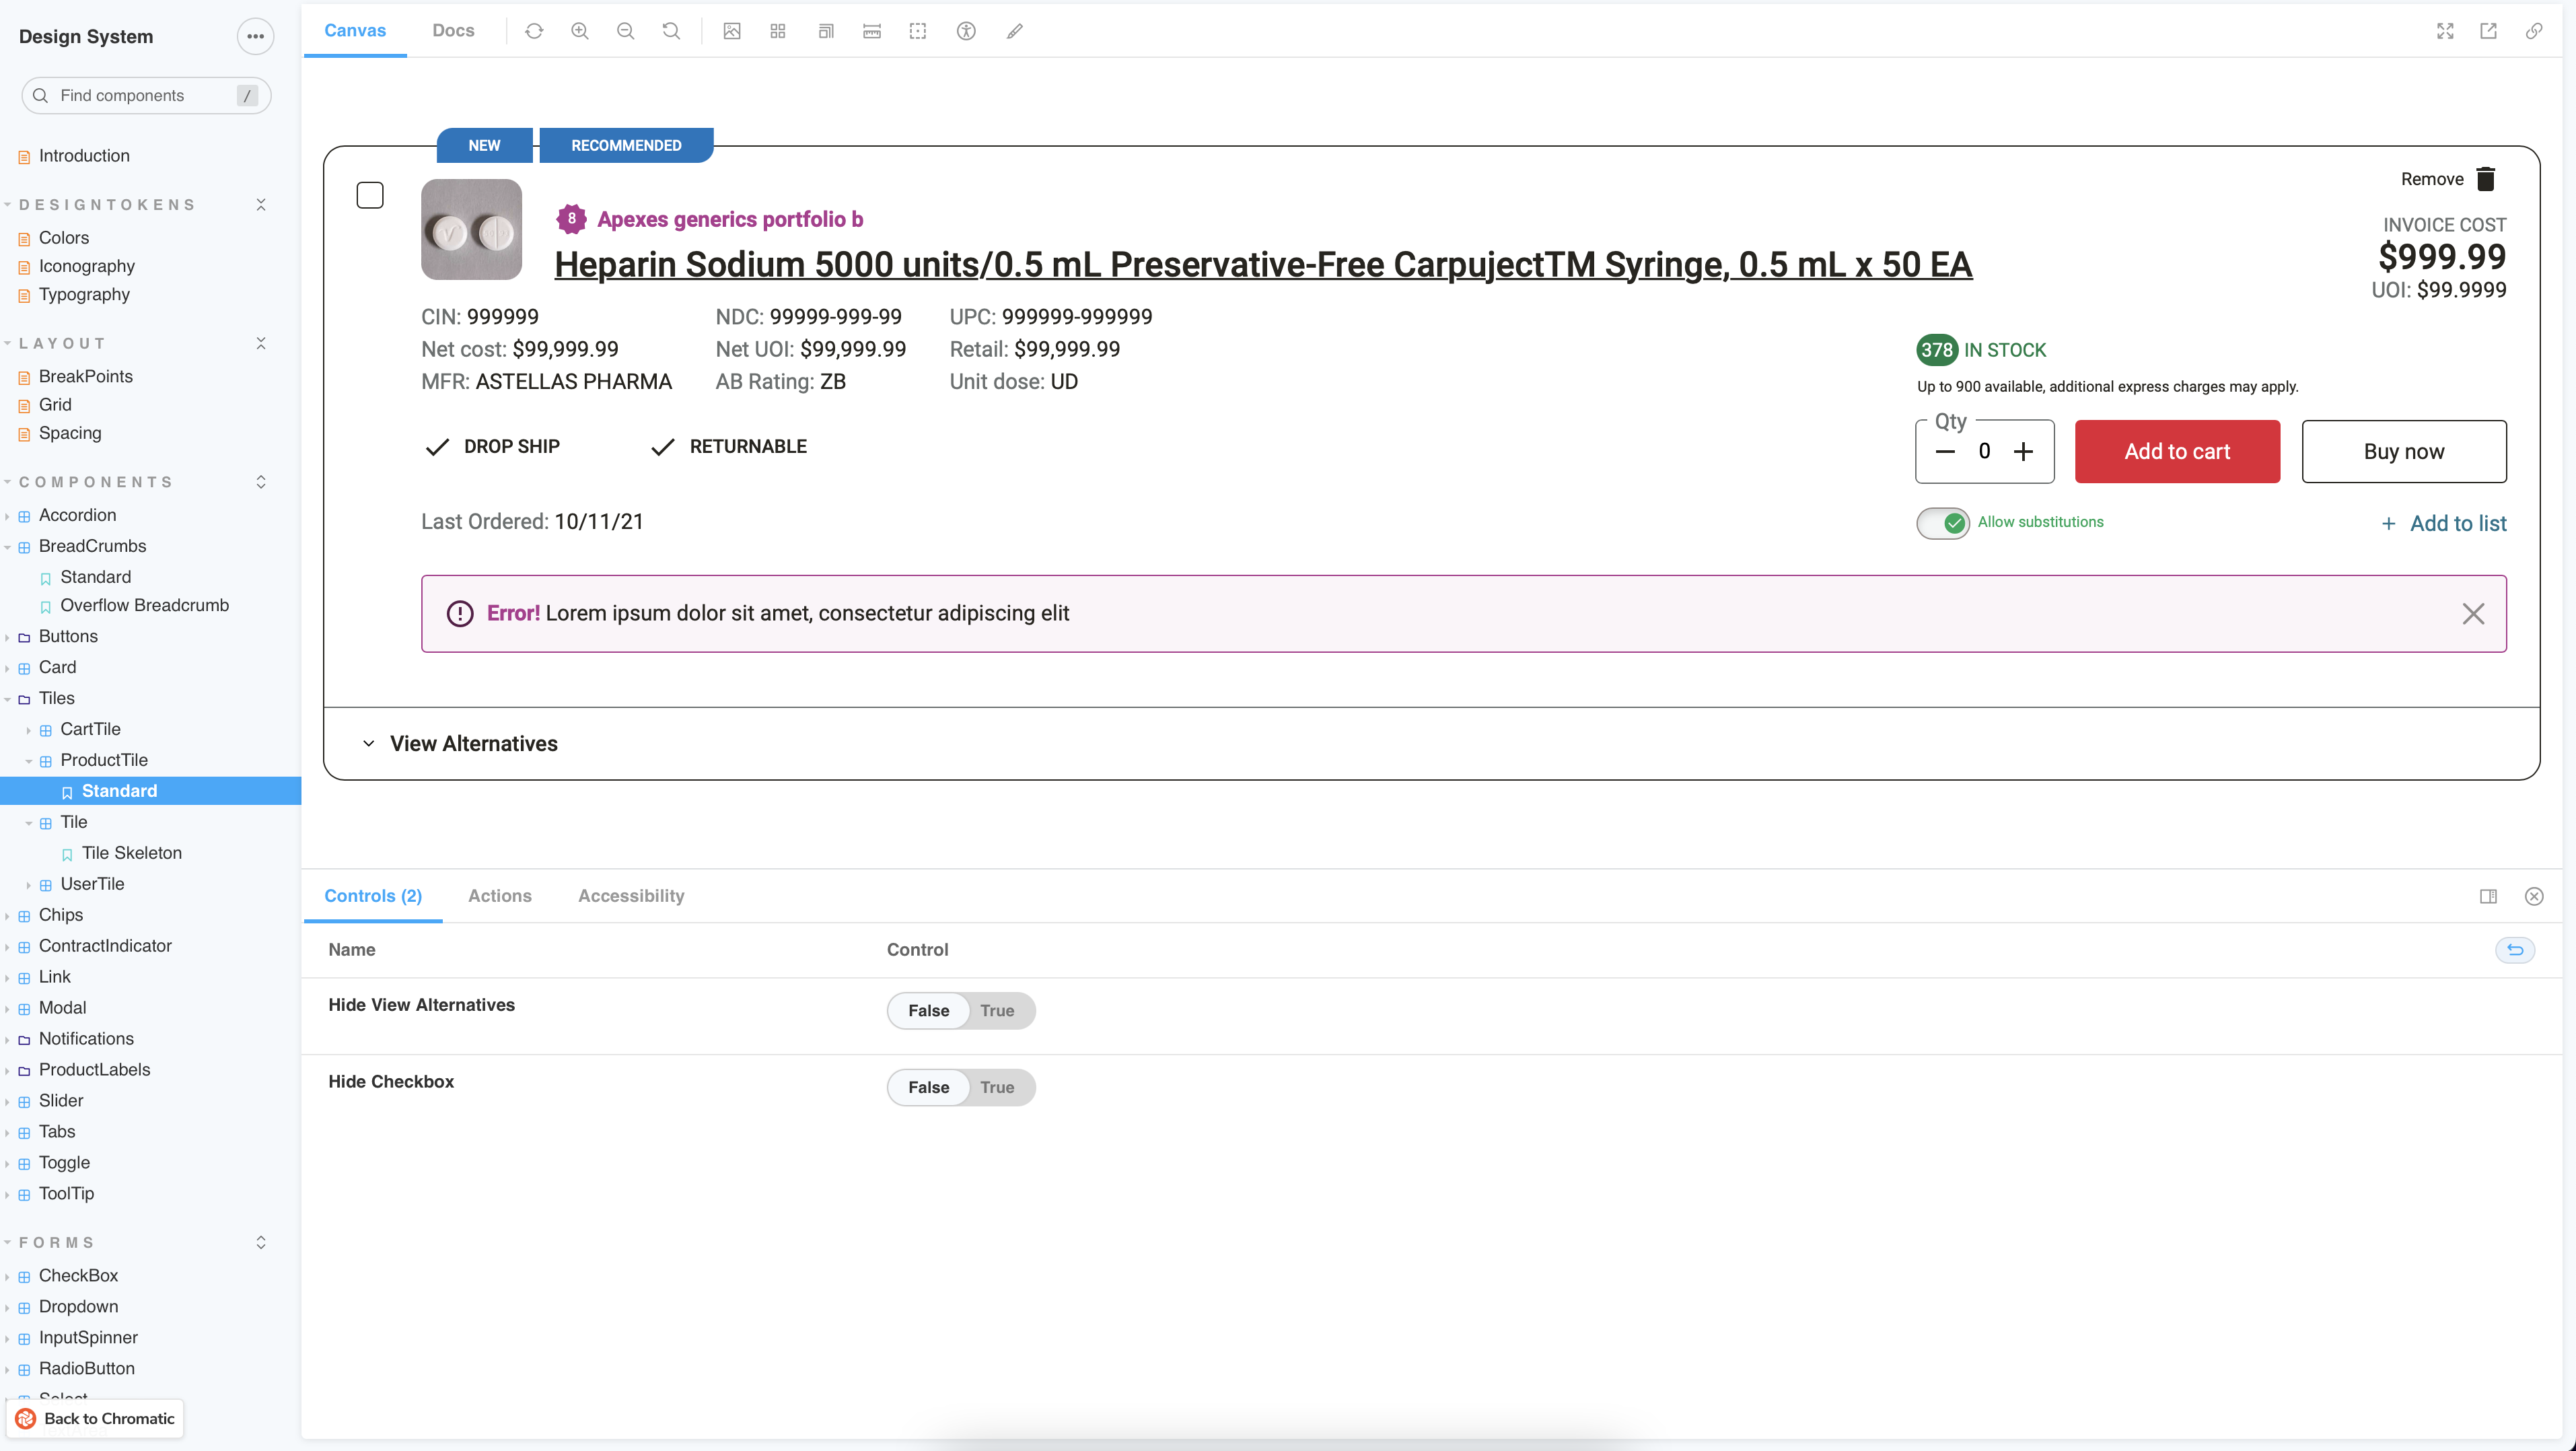 Design System
Find components
/
Introduction
DESIGNTOKENS
Colors
Iconography
Typography
LAYOUT
BreakPoints
Grid
Spacing
COMPONENTS
Accordion
BreadCrumbs
Standard
Overflow Breadcrumb
Buttons
Card
Tiles
CartTile
ProductTile
Standard
Tile
Tile Skeleton
UserTile
Chips
ContractIndicator
Link
Modal
Notifications
ProductLabels
Slider
Tabs
Toggle
ToolTip
FORMS
CheckBox
Dropdown
InputSpinner
RadioButton
Back to Chromatic
Canvas Docs
NEW RECOMMENDED
Remove
8 Apexes generics portfolio b
Heparin Sodium 5000 units/0.5 mL Preservative-Free CarpujectTM Syringe, 0.5 mL x 50 EA
INVOICE COST
$999.99
UOI: $99.9999
CIN: 999999 NDC: 99999-999-99 UPC: 999999-999999
Net cost: $99,999.99 Net UOI: $99,999.99 Retail: $99,999.99
MFR: ASTELLAS PHARMA AB Rating: ZB Unit dose: UD
378 IN STOCK
Up to 900 available, additional express charges may apply.
DROP SHIP RETURNABLE
Qty
0
Add to cart
Buy now
Last Ordered: 10/11/21
Allow substitutions
+ Add to list
Error! Lorem ipsum dolor sit amet, consectetur adipiscing elit
View Alternatives
Controls (2) Actions Accessibility
Name Control
Hide View Alternatives False True
Hide Checkbox False True